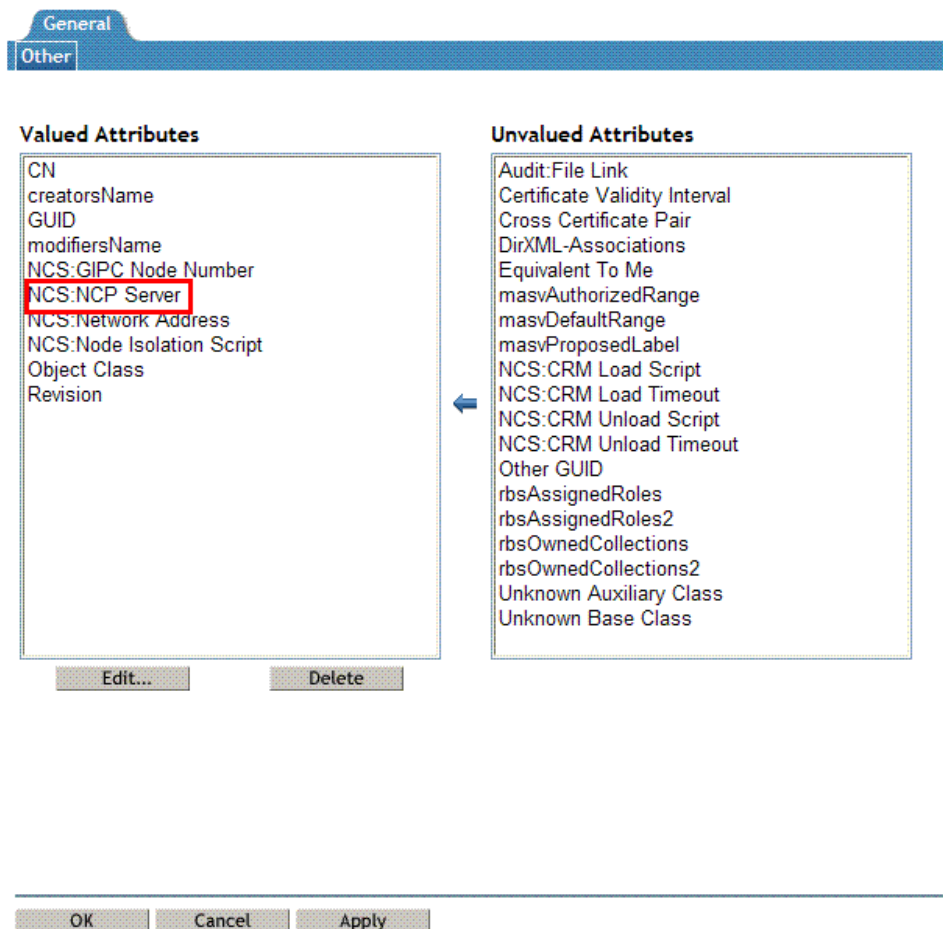 General
Other
Valued Attributes
CN
creatorsName
GUID
modifiersName
NCS:GIPC Node Number
NCS:NCP Server
NCS:Network Address
NCS:Node Isolation Script
Object Class
Revision
Edit...
Delete
Unvalued Attributes
Audit:File Link
Certificate Validity Interval
Cross Certificate Pair
DirXML-Associations
Equivalent To Me
masvAuthorizedRange
masvDefaultRange
masvProposedLabel
NCS:CRM Load Script
NCS:CRM Load Timeout
NCS:CRM Unload Script
NCS:CRM Unload Timeout
Other GUID
rbsAssignedRoles
rbsAssignedRoles2
rbsOwnedCollections
rbsOwnedCollections2
Unknown Auxiliary Class
Unknown Base Class
OK
Cancel
Apply